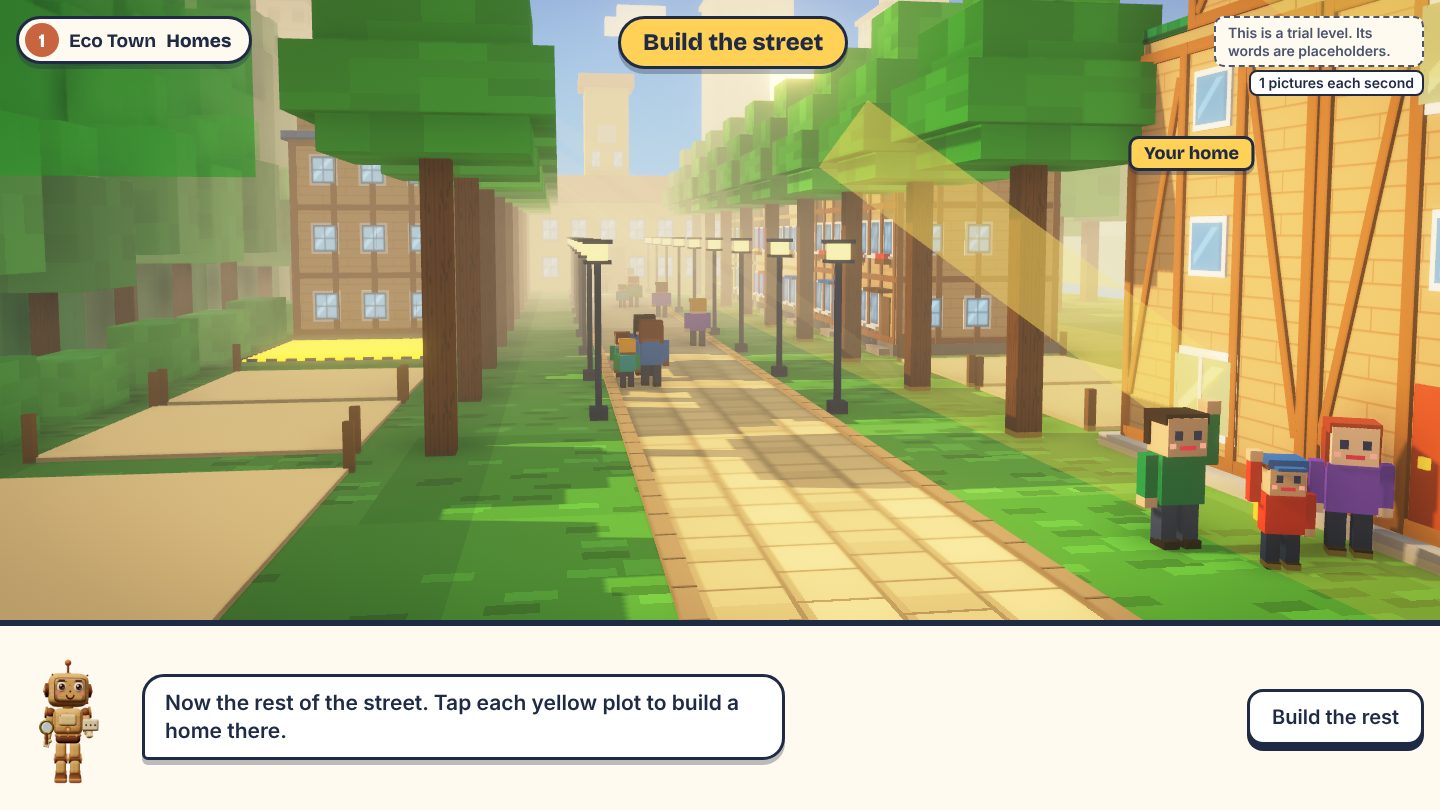 1 Eco Town Homes
Build the street
This is a trial level. Its
words are placeholders.
1 pictures each second
Your home
Now the rest of the street. Tap each yellow plot to build a
home there.
Build the rest